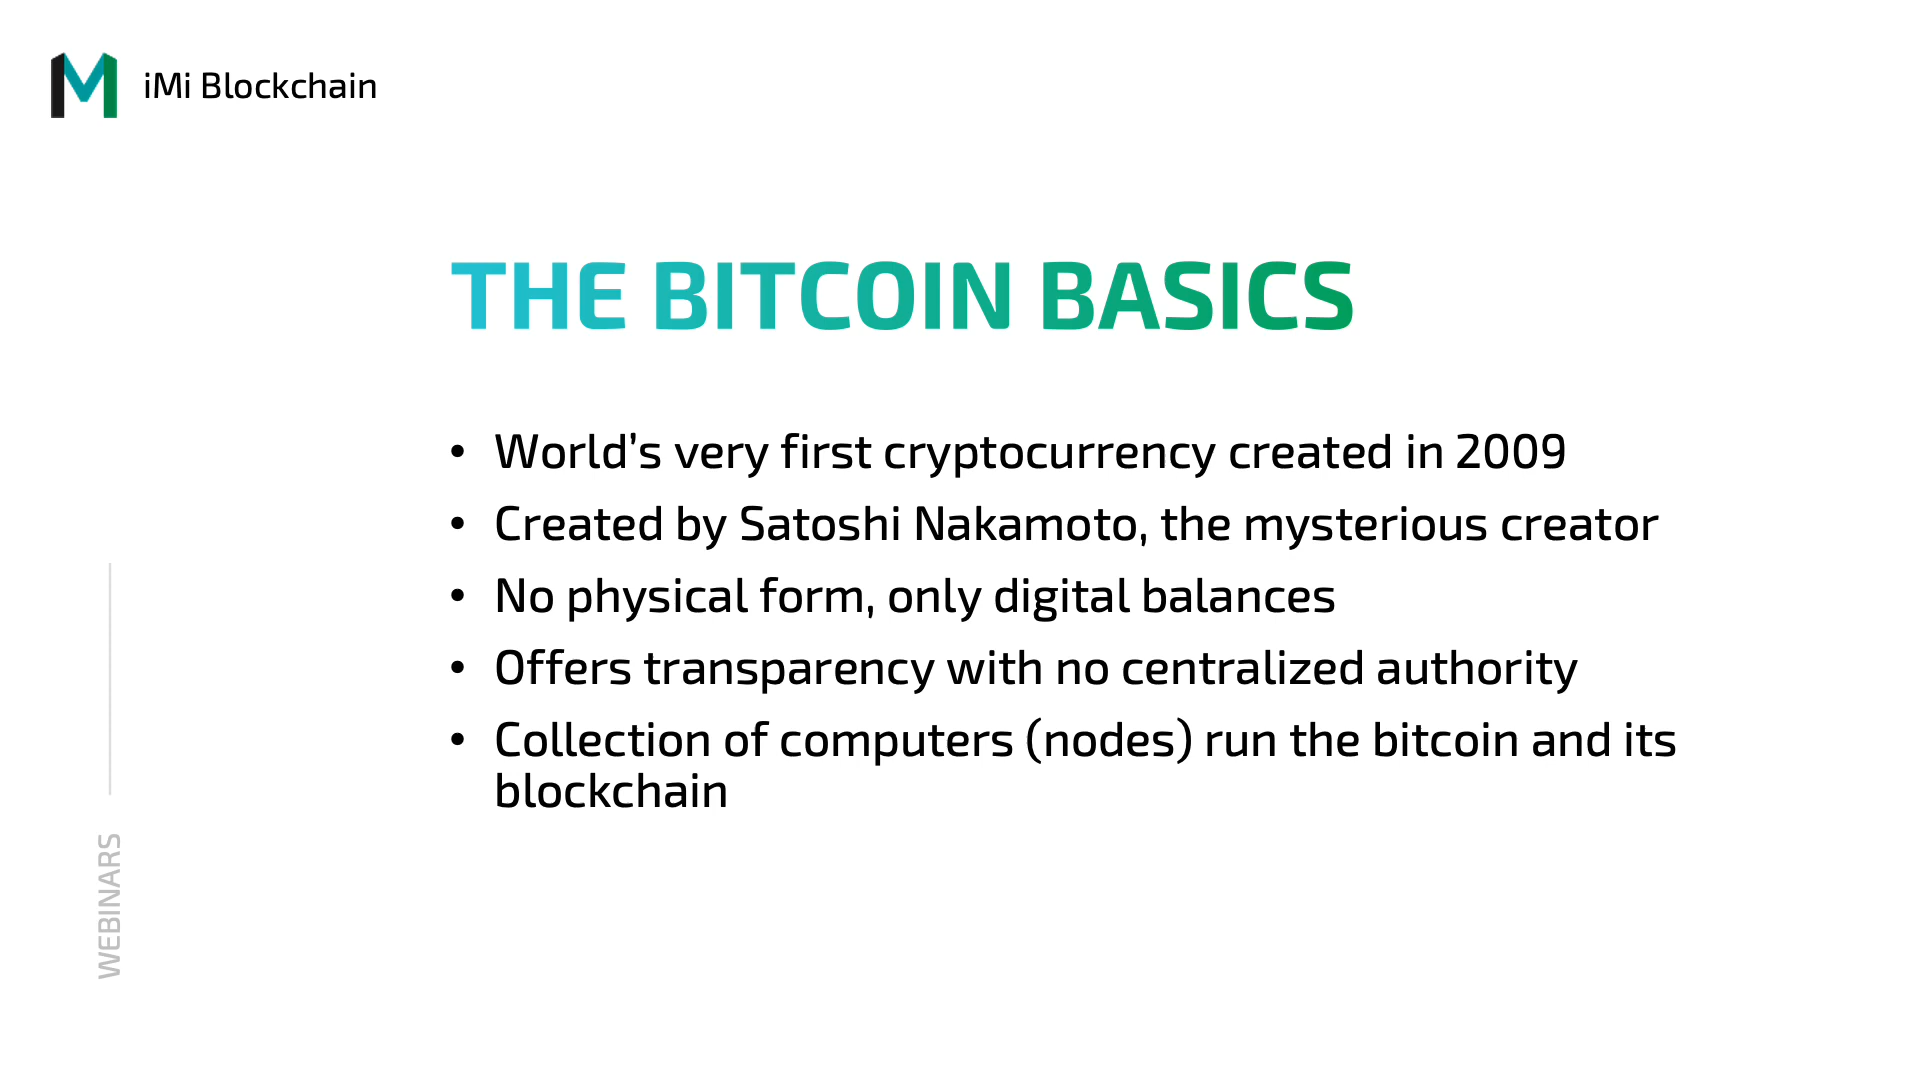 iMi Blockchain
THE BITCOIN BASICS
• World’s very first cryptocurrency created in 2009
• Created by Satoshi Nakamoto, the mysterious creator
• No physical form, only digital balances
• Offers transparency with no centralized authority
• Collection of computers (nodes) run the bitcoin and its
blockchain
WEBINARS